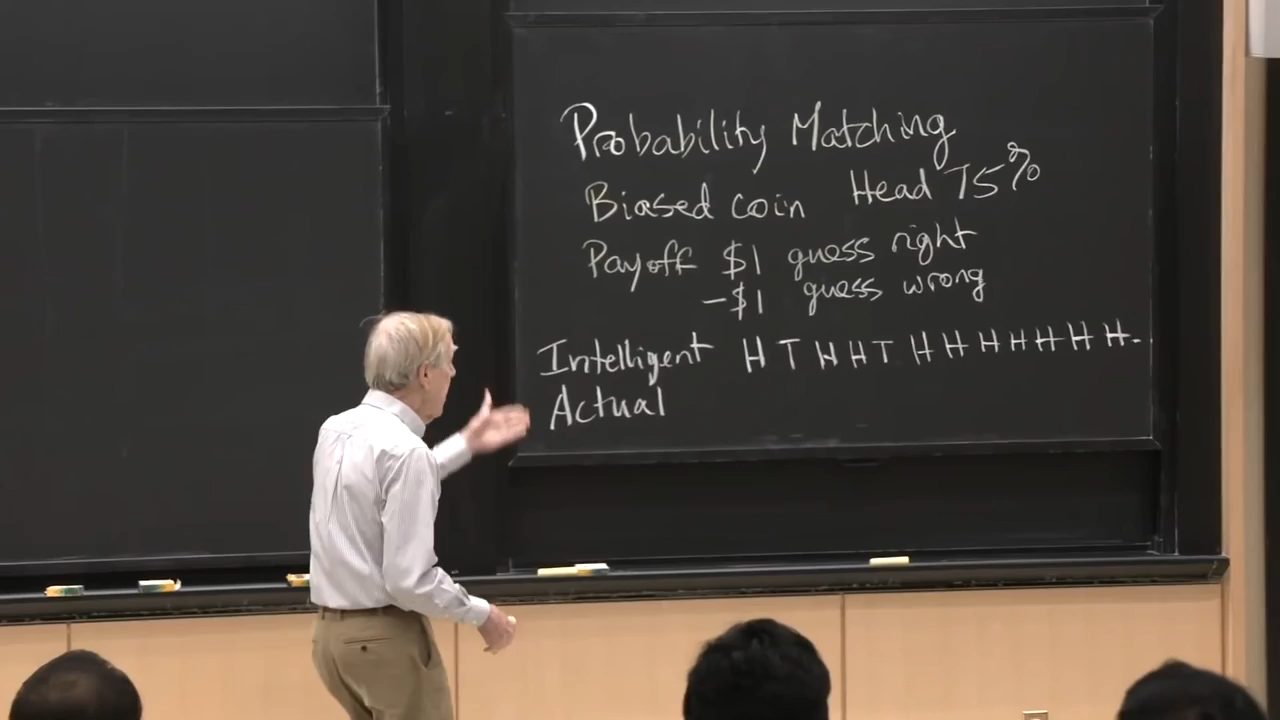 Probability Matching
Biased coin Head 75%
Payoff $1 guess right
-$1 guess wrong
Intelligent H T H H T H H H H H H H..
Actual